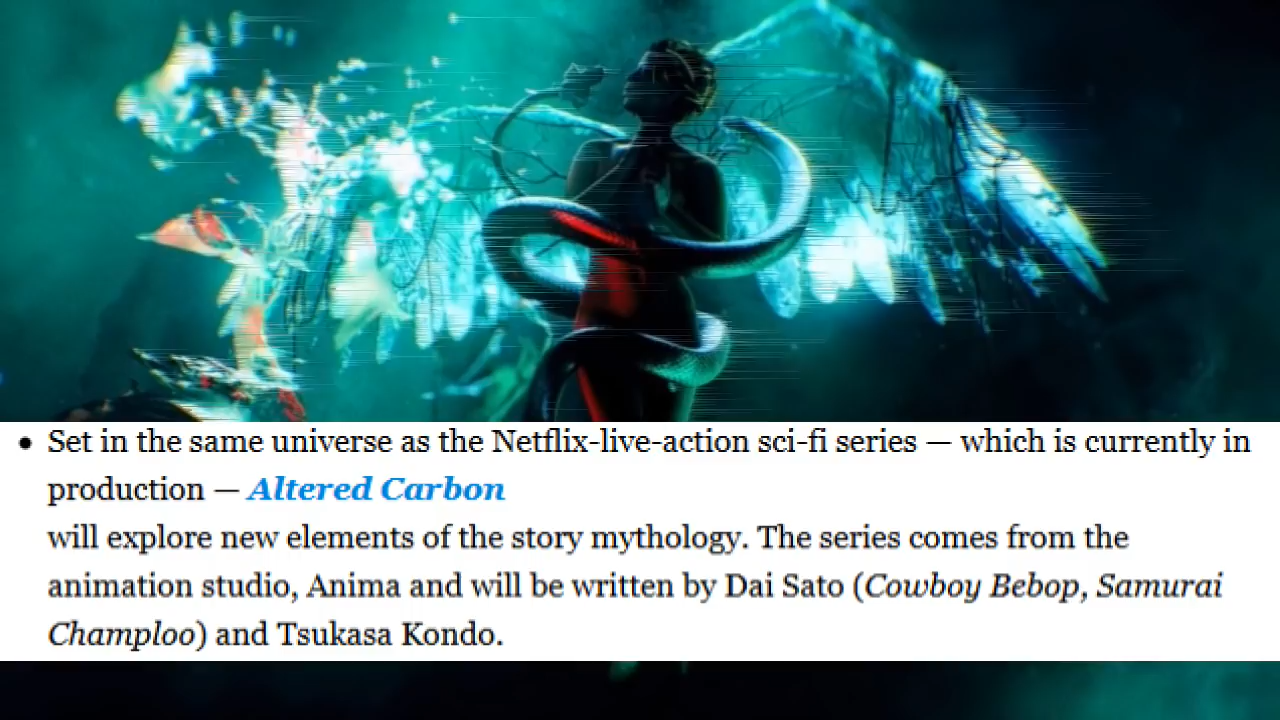 • Set in the same universe as the Netflix-live-action sci-fi series — which is currently in
production — Altered Carbon
will explore new elements of the story mythology. The series comes from the
animation studio, Anima and will be written by Dai Sato (Cowboy Bebop, Samurai
Champloo) and Tsukasa Kondo.